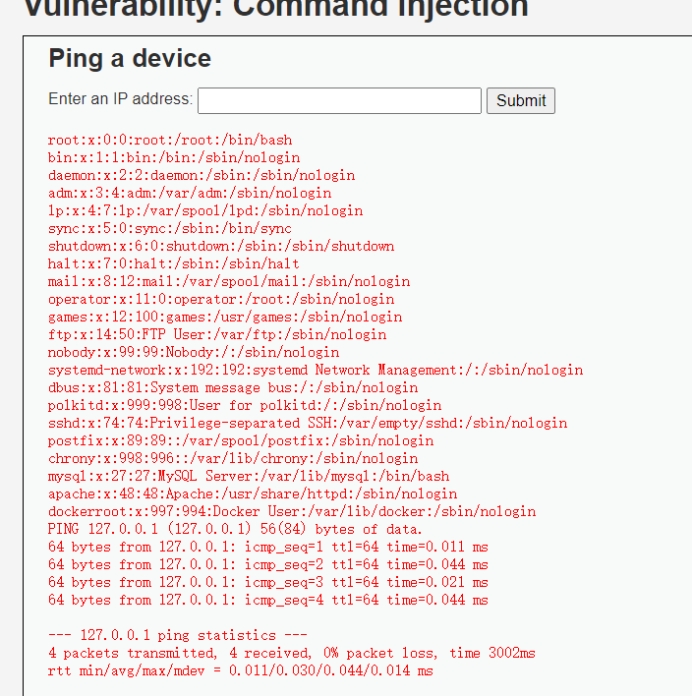 Vulnerability: Command Injection
Ping a device
Enter an IP address:
Submit
root:x:0:0:root:/root:/bin/bash
bin:x:1:1:bin:/bin:/sbin/nologin
daemon:x:2:2:daemon:/sbin:/sbin/nologin
adm:x:3:4:adm:/var/adm:/sbin/nologin
lp:x:4:7:lp:/var/spool/lpd:/sbin/nologin
sync:x:5:0:sync:/sbin:/bin/sync
shutdown:x:6:0:shutdown:/sbin:/sbin/shutdown
halt:x:7:0:halt:/sbin:/sbin/halt
mail:x:8:12:mail:/var/spool/mail:/sbin/nologin
operator:x:11:0:operator:/root:/sbin/nologin
games:x:12:100:games:/usr/games:/sbin/nologin
ftp:x:14:50:FTP User:/var/ftp:/sbin/nologin
nobody:x:99:99:Nobody:/:/sbin/nologin
systemd-network:x:192:192:systemd Network Management:/:/sbin/nologin
dbus:x:81:81:System message bus:/:/sbin/nologin
polkitd:x:999:998:User for polkitd:/:/sbin/nologin
sshd:x:74:74:Privilege-separated SSH:/var/empty/sshd:/sbin/nologin
postfix:x:89:89::/var/spool/postfix:/sbin/nologin
chrony:x:998:996::/var/lib/chrony:/sbin/nologin
mysql:x:27:27:MySQL Server:/var/lib/mysql:/bin/bash
apache:x:48:48:Apache:/usr/share/httpd:/sbin/nologin
dockerroot:x:997:994:Docker User:/var/lib/docker:/sbin/nologin
PING 127.0.0.1 (127.0.0.1) 56(84) bytes of data.
64 bytes from 127.0.0.1: icmp_seq=1 ttl=64 time=0.011 ms
64 bytes from 127.0.0.1: icmp_seq=2 ttl=64 time=0.044 ms
64 bytes from 127.0.0.1: icmp_seq=3 ttl=64 time=0.021 ms
64 bytes from 127.0.0.1: icmp_seq=4 ttl=64 time=0.044 ms
--- 127.0.0.1 ping statistics ---
4 packets transmitted, 4 received, 0% packet loss, time 3002ms
rtt min/avg/max/mdev = 0.011/0.030/0.044/0.014 ms